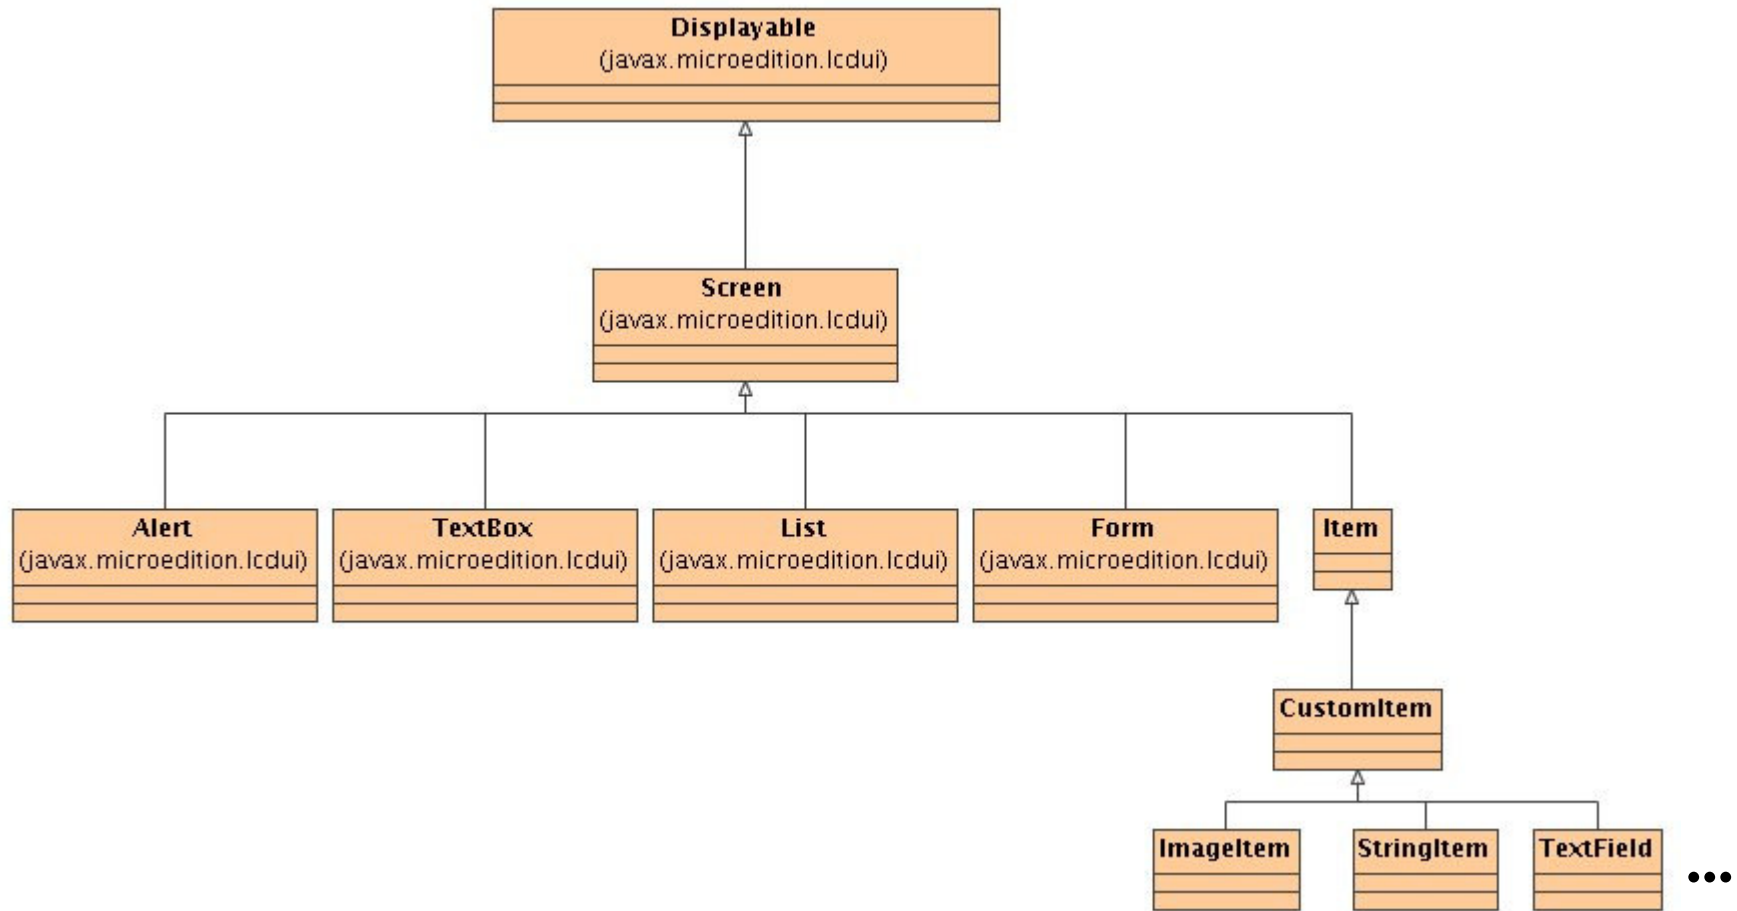 Displayable
(javax.microedition.lcdui)
Screen
(javax.microedition.lcdui)
Alert
(javax.microedition.lcdui)
TextBox
(javax.microedition.lcdui)
List
(javax.microedition.lcdui)
Form
(javax.microedition.lcdui)
Item
CustomItem
ImageItem
StringItem
TextField
...